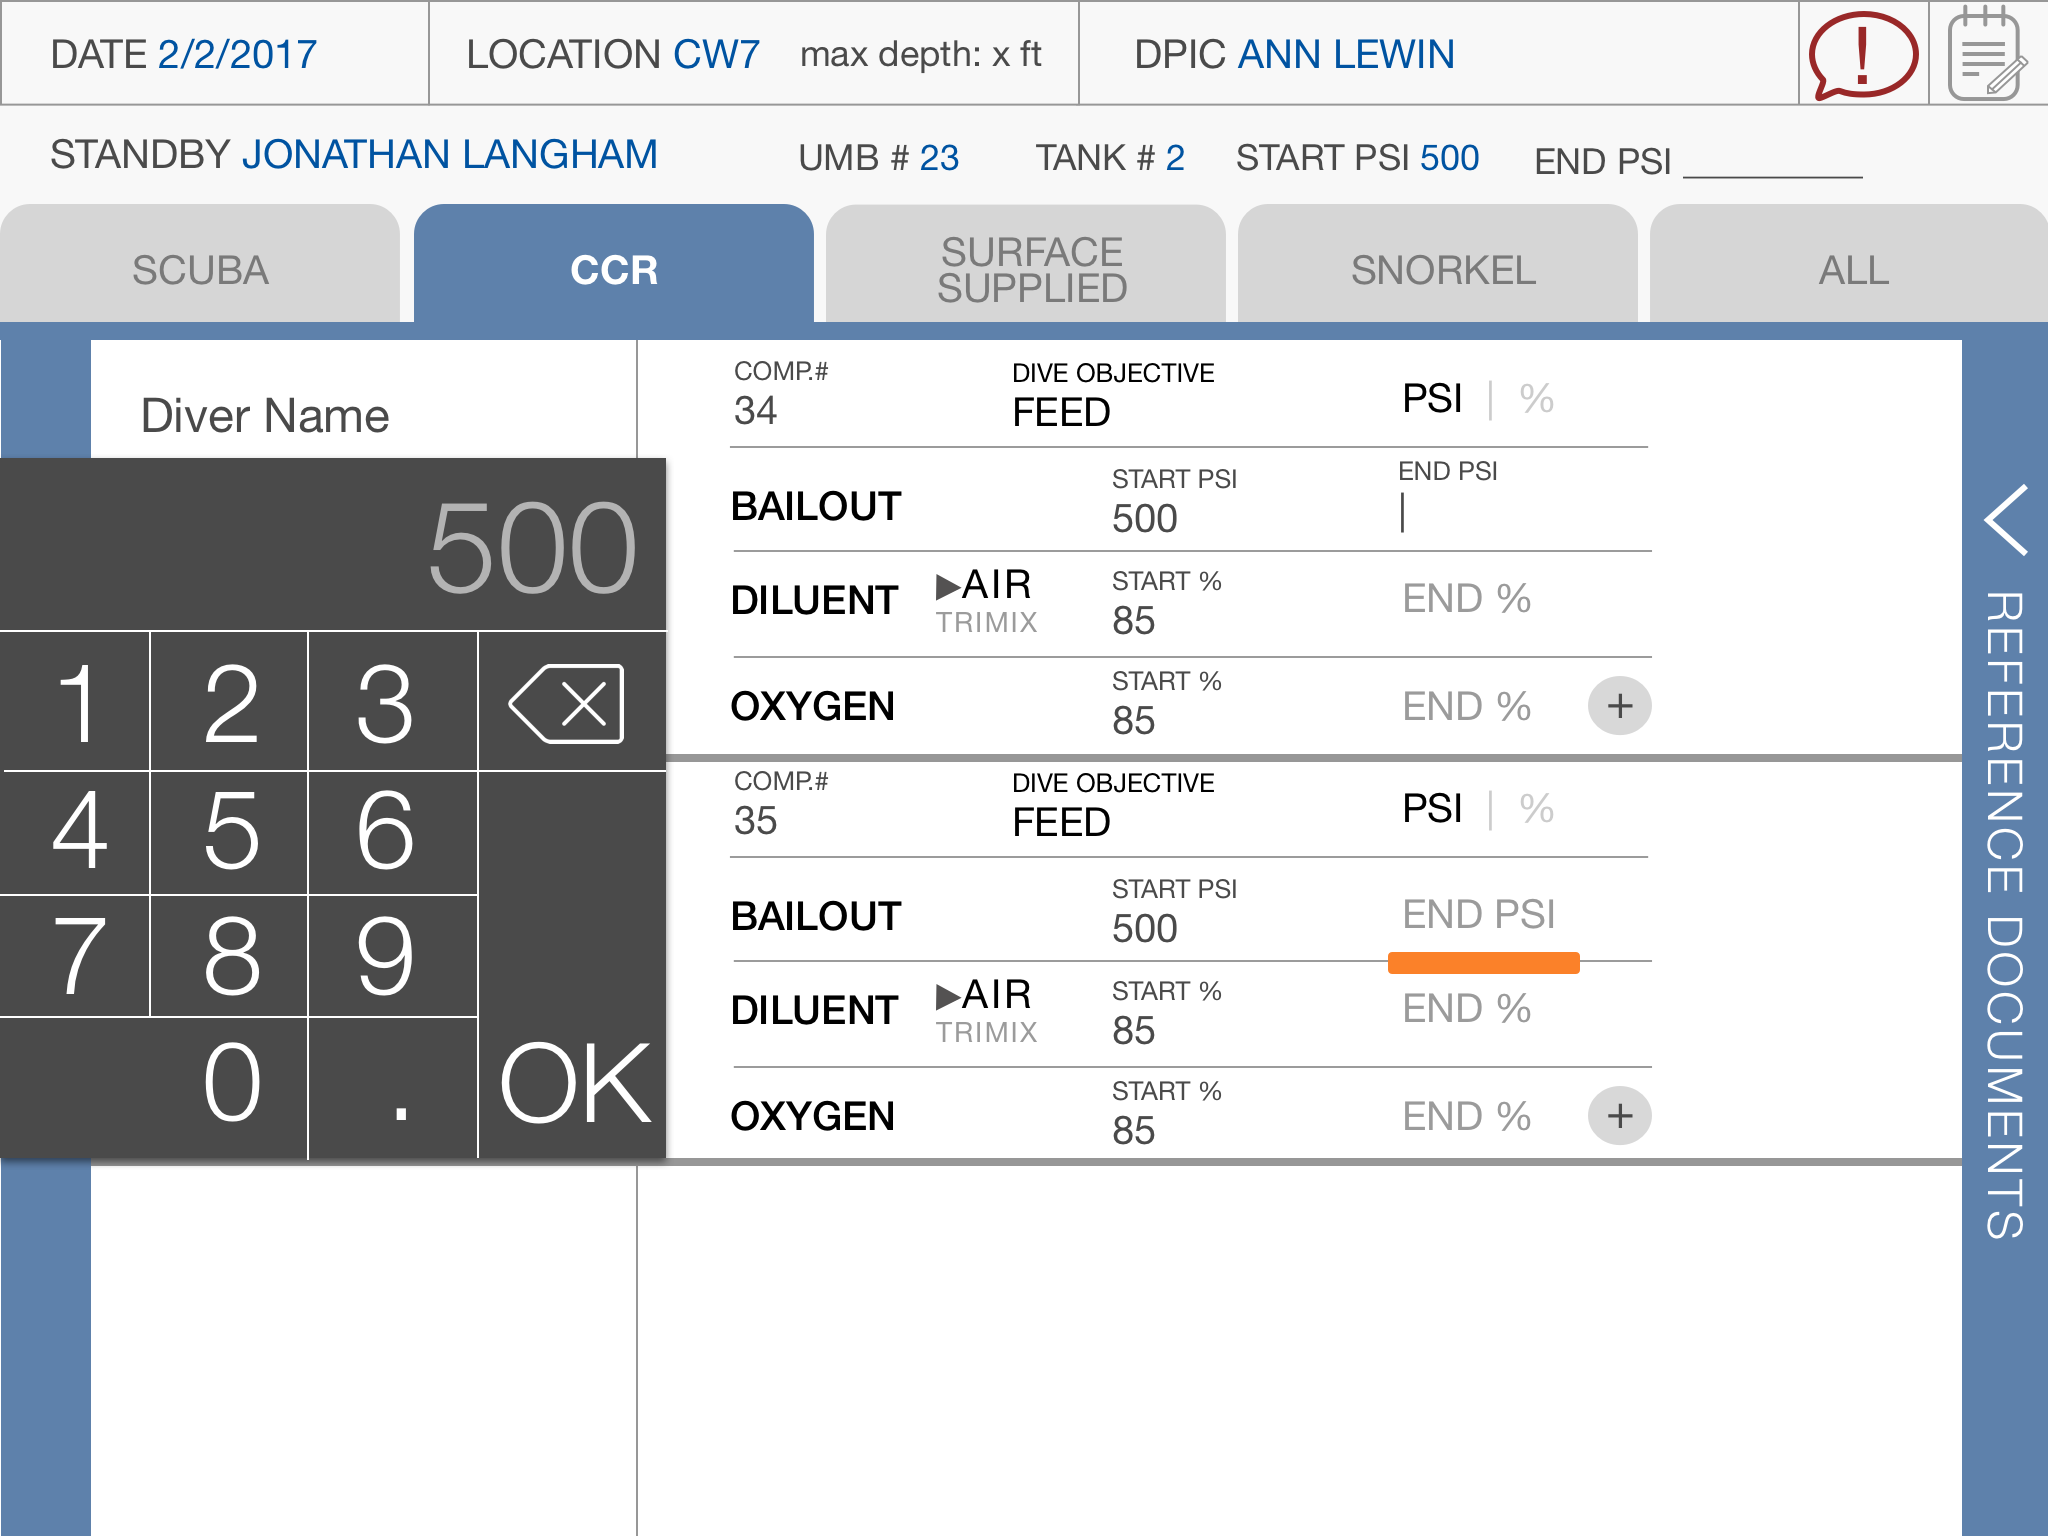 DATE 2/2/2017 LOCATION CW7 max depth: x ft DPIC ANN LEWIN !
STANDBY JONATHAN LANGHAM UMB # 23 TANK # 2 START PSI 500 END PSI
SCUBA CCR SURFACE SUPPLIED SNORKEL ALL
Diver Name
500
1 2 3
4 5 6
7 8 9
0 . OK
COMP.# DIVE OBJECTIVE
34 FEED PSI | %
START PSI END PSI
BAILOUT 500
DILUENT ▶AIR START % END %
TRIMIX 85
START %
OXYGEN 85 END % +
COMP.# DIVE OBJECTIVE
35 FEED PSI | %
START PSI
BAILOUT 500 END PSI
DILUENT ▶AIR START % END %
TRIMIX 85
START %
OXYGEN 85 END % +
REFERENCE DOCUMENTS